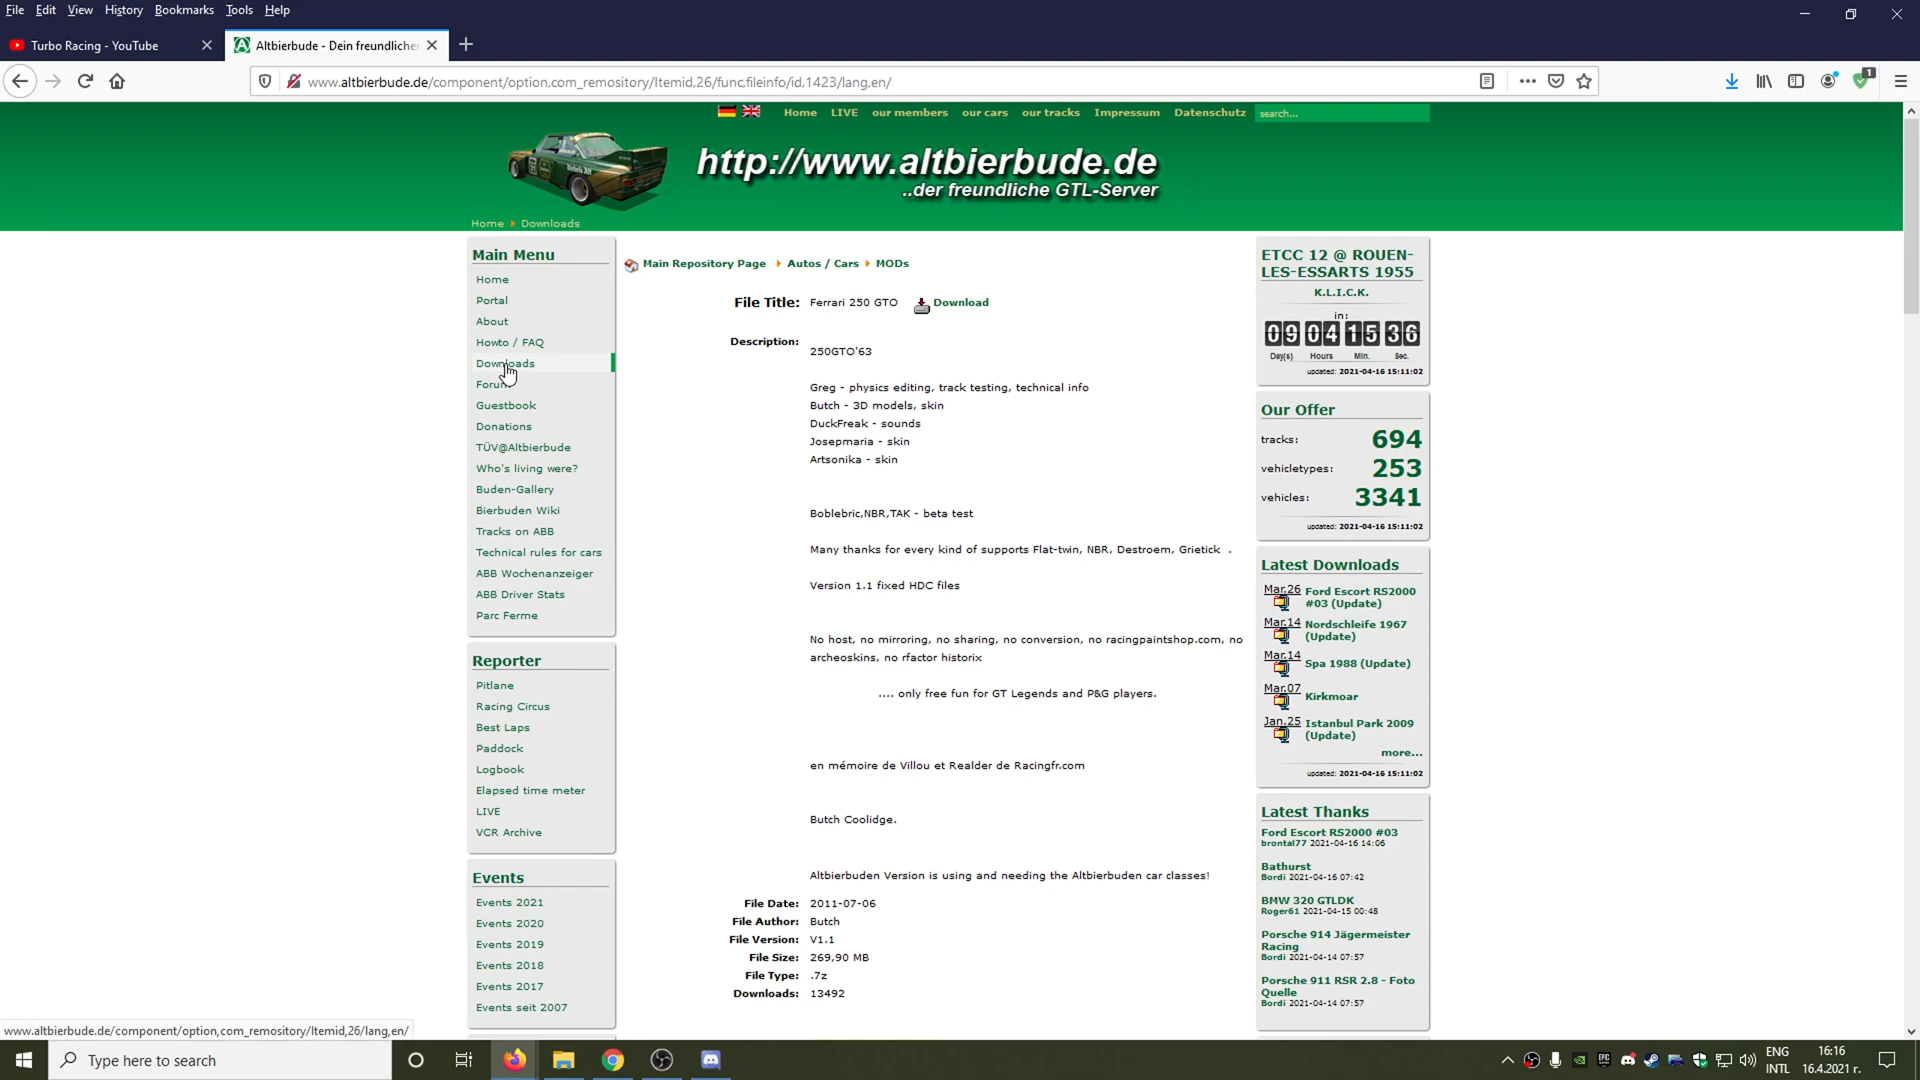 File Edit View History Bookmarks Tools Help
Turbo Racing - YouTube
Altbierbude - Dein freundliche
www.altbierbude.de/component/option,com_remository/Itemid,26/func,fileinfo/id,1423/lang,en/
1
Home LIVE our members our cars our tracks Impressum Datenschutz search...
http://www.altbierbude.de
..der freundliche GTL-Server
Home Downloads
Main Menu
Home
Portal
About
Howto / FAQ
Downloads
Forum
Guestbook
Donations
TÜV@Altbierbude
Who's living were?
Buden-Gallery
Bierbuden Wiki
Tracks on ABB
Technical rules for cars
ABB Wochenanzeiger
ABB Driver Stats
Parc Ferme
Reporter
Pitlane
Racing Circus
Best Laps
Paddock
Logbook
Elapsed time meter
LIVE
VCR Archive
Events
Events 2021
Events 2020
Events 2019
Events 2018
Events 2017
Events seit 2007
Main Repository Page Autos / Cars MODs
File Title: Ferrari 250 GTO Download
Description:
250GTO'63
Greg - physics editing, track testing, technical info
Butch - 3D models, skin
DuckFreak - sounds
Josepmaria - skin
Artsonika - skin
Boblebric,NBR,TAK - beta test
Many thanks for every kind of supports Flat-twin, NBR, Destroem, Grietick .
Version 1.1 fixed HDC files
No host, no mirroring, no sharing, no conversion, no racingpaintshop.com, no
archeoskins, no rfactor historix
.... only free fun for GT Legends and P&G players.
en mémoire de Villou et Realder de Racingfr.com
Butch Coolidge.
Altbierbuden Version is using and needing the Altbierbuden car classes!
File Date: 2011-07-06
File Author: Butch
File Version: V1.1
File Size: 269,90 MB
File Type: .7z
Downloads: 13492
ETCC 12 @ ROUEN-
LES-ESSARTS 1955
K.L.I.C.K.
in:
09 04 15 36
Day(s) Hours Min. Sec.
updated: 2021-04-16 15:11:02
Our Offer
tracks: 694
vehicletypes: 253
vehicles: 3341
updated: 2021-04-16 15:11:02
Latest Downloads
Mar.26 Ford Escort RS2000
#03 (Update)
Mar.14 Nordschleife 1967
(Update)
Mar.14 Spa 1988 (Update)
Mar.07 Kirkmoar
Jan.25 Istanbul Park 2009
(Update)
more...
updated: 2021-04-16 15:11:02
Latest Thanks
Ford Escort RS2000 #03
brontal77 2021-04-16 14:06
Bathurst
Bordi 2021-04-16 07:42
BMW 320 GTLDK
Roger61 2021-04-15 00:48
Porsche 914 Jägermeister
Racing
Bordi 2021-04-14 07:57
Porsche 911 RSR 2.8 - Foto
Quelle
Bordi 2021-04-14 07:57
www.altbierbude.de/component/option,com_remository/Itemid,26/lang,en/
Type here to search
ENG
INTL
16:16
16.4.2021 г.